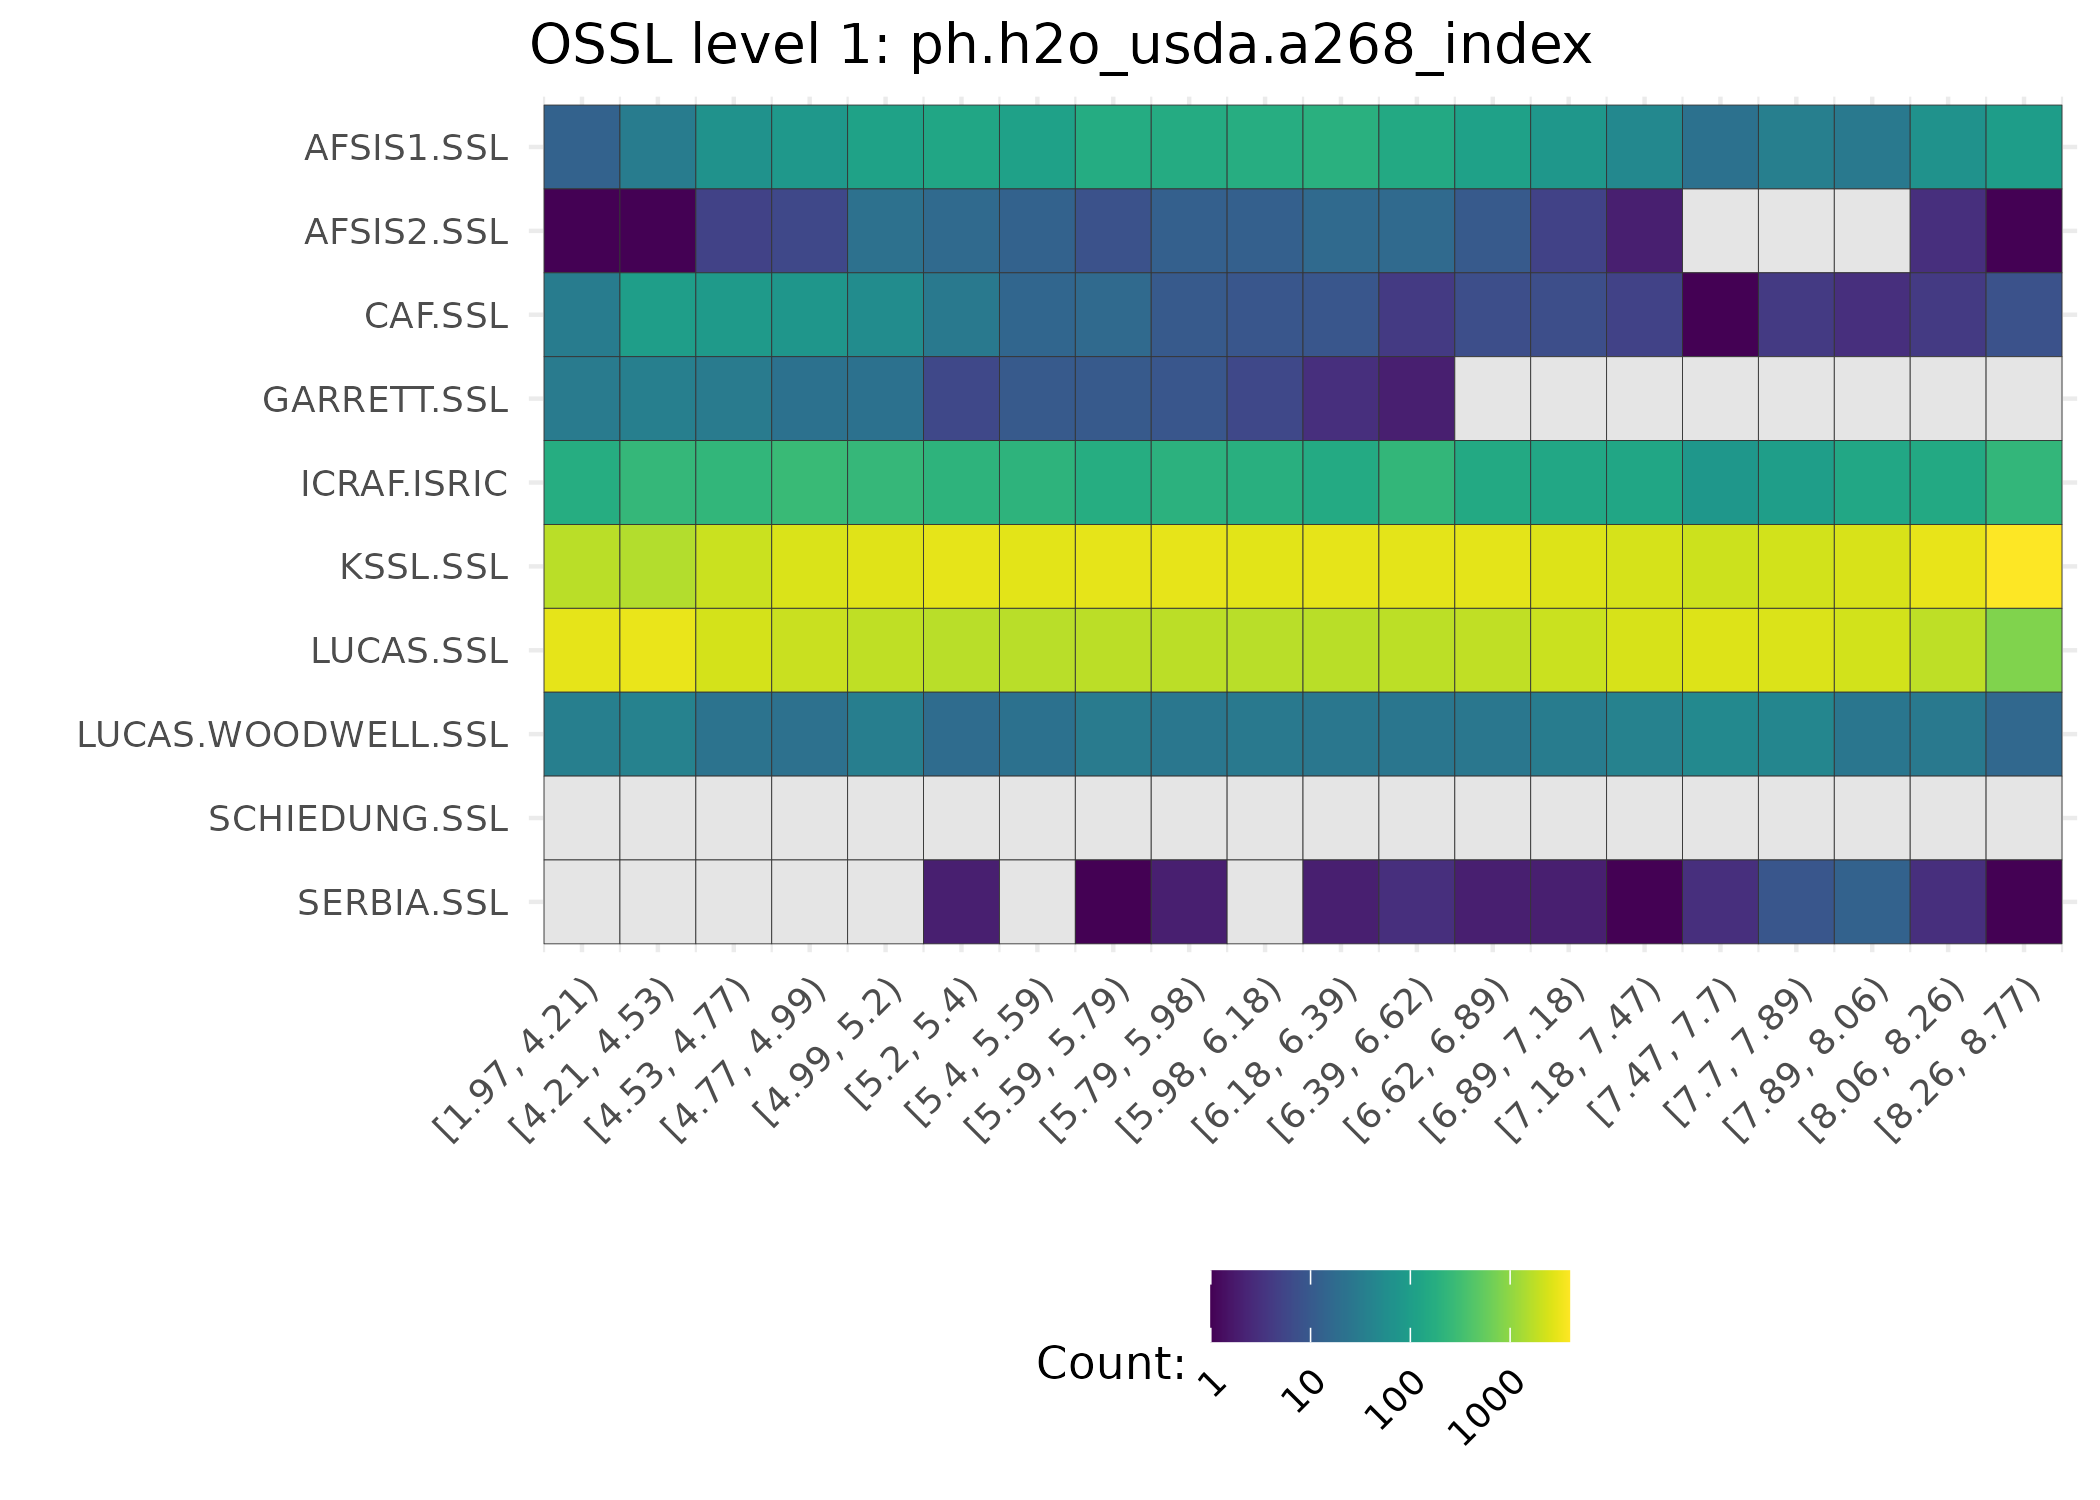 OSSL level 1: ph.h2o_usda.a268_index
AFSIS1.SSL
AFSIS2.SSL
CAF.SSL
GARRETT.SSL
ICRAF.ISRIC
KSSL.SSL
LUCAS.SSL
LUCAS.WOODWELL.SSL
SCHIEDUNG.SSL
SERBIA.SSL
[1.97, 4.21)
[4.21, 4.53)
[4.53, 4.77)
[4.77, 4.99)
[4.99, 5.2)
[5.2, 5.4)
[5.4, 5.59)
[5.59, 5.79)
[5.79, 5.98)
[5.98, 6.18)
[6.18, 6.39)
[6.39, 6.62)
[6.62, 6.89)
[6.89, 7.18)
[7.18, 7.47)
[7.47, 7.7)
[7.7, 7.89)
[7.89, 8.06)
[8.06, 8.26)
[8.26, 8.77)
Count:
1
10
100
1000